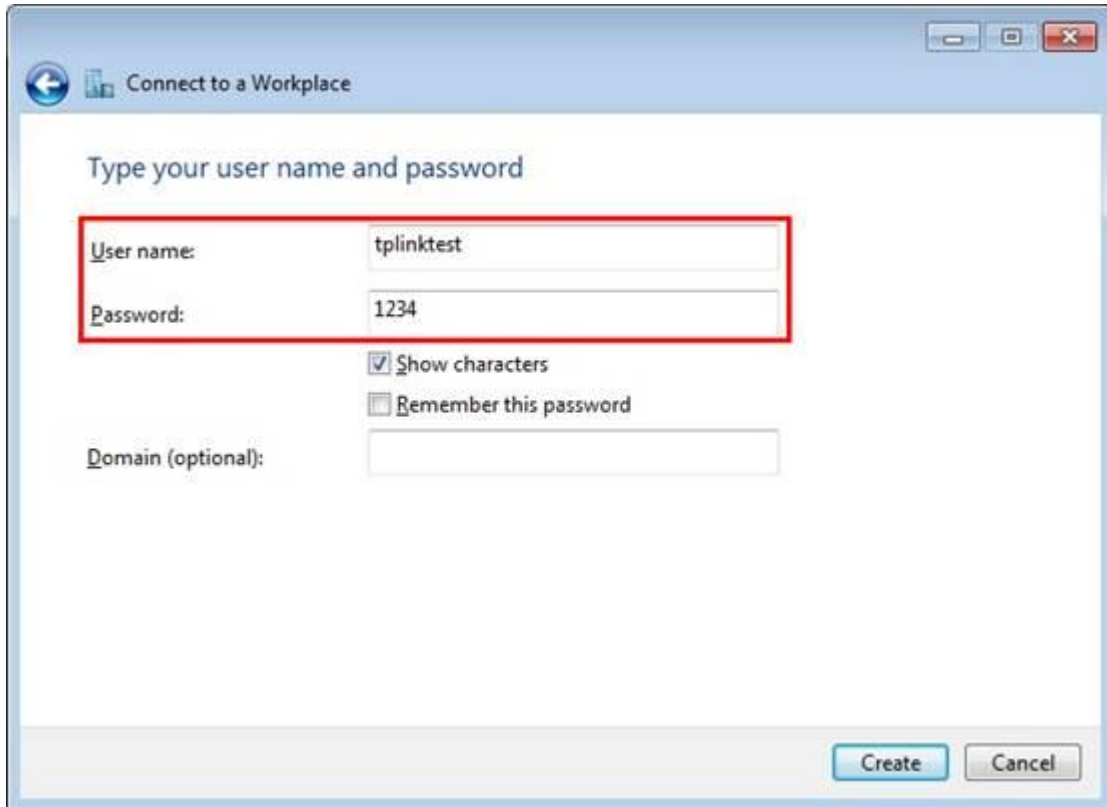 Connect to a Workplace
Type your user name and password
User name: tplinktest
Password: 1234
Show characters
Remember this password
Domain (optional):
Create Cancel